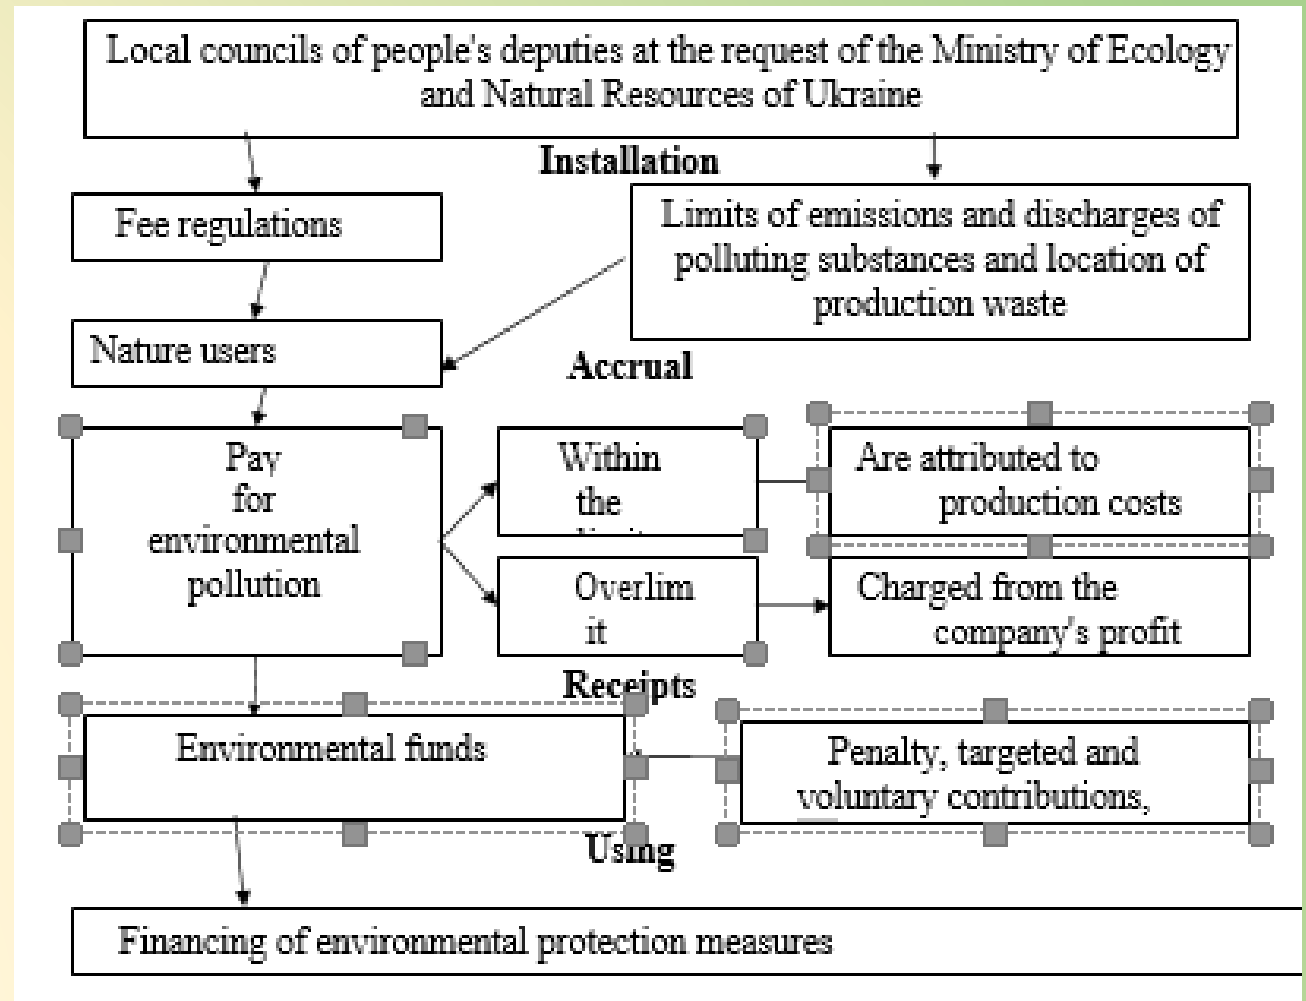 Local councils of people's deputies at the request of the Ministry of Ecology
and Natural Resources of Ukraine
Installation
Fee regulations
Limits of emissions and discharges of
polluting substances and location of
production waste
Nature users
Accrual
Pay
for
environmental
pollution
Within
the
Are attributed to
production costs
Overlim
it
Charged from the
company's profit
Receipts
Environmental funds
Penalty, targeted and
voluntary contributions,
Using
Financing of environmental protection measures